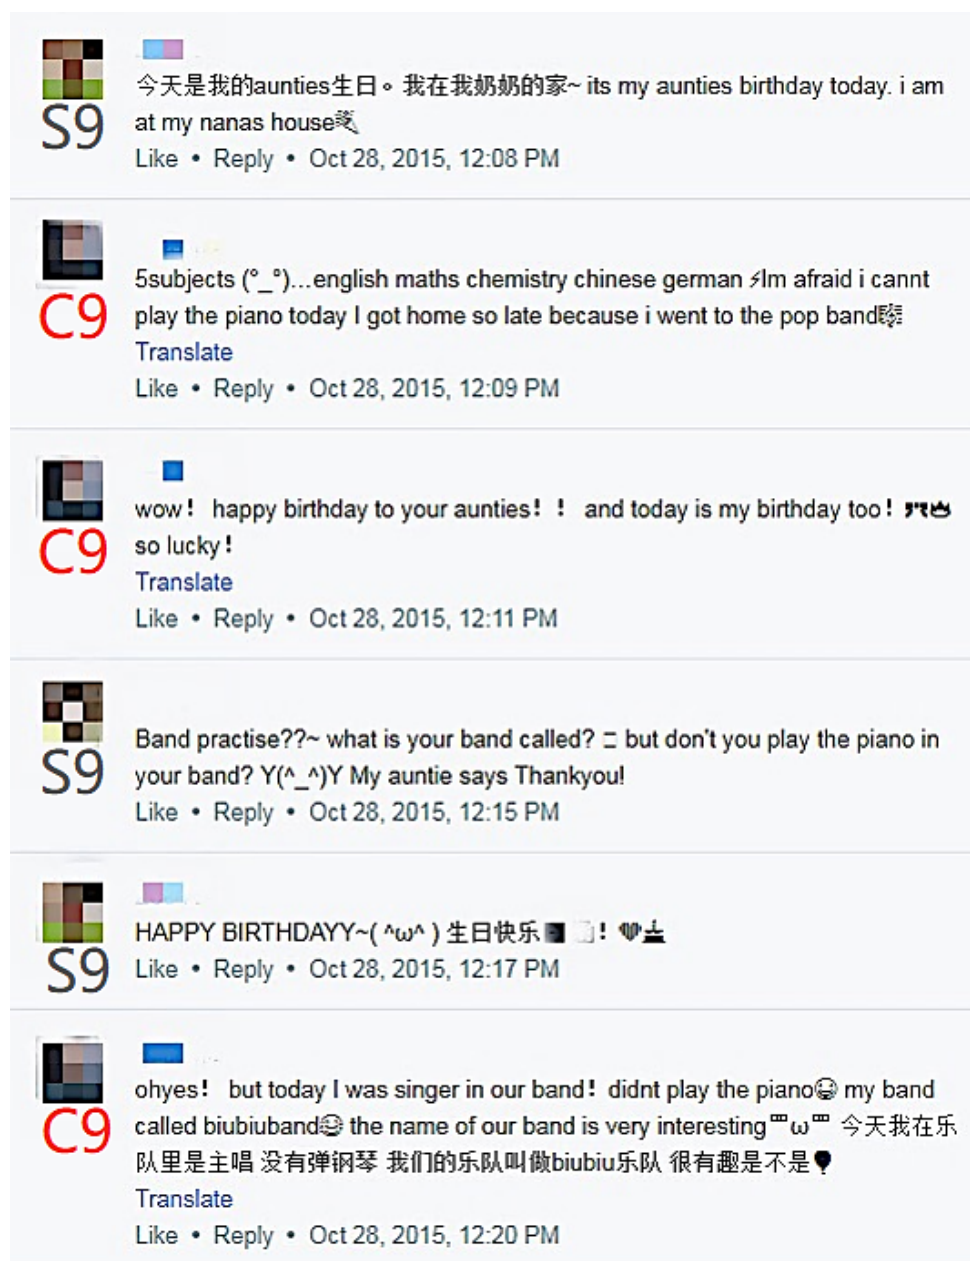 S9
今天是我的aunties生日。我在我奶奶的家~ its my aunties birthday today. i am
at my nanas house
Like • Reply • Oct 28, 2015, 12:08 PM
C9
5subjects (°_°)...english maths chemistry chinese german ⚡Im afraid i cannt
play the piano today I got home so late because i went to the pop band
Translate
Like • Reply • Oct 28, 2015, 12:09 PM
C9
wow！ happy birthday to your aunties！！ and today is my birthday too！
so lucky！
Translate
Like • Reply • Oct 28, 2015, 12:11 PM
S9
Band practise??~ what is your band called? but don't you play the piano in
your band? Y(^_^)Y My auntie says Thankyou!
Like • Reply • Oct 28, 2015, 12:15 PM
S9
HAPPY BIRTHDAYY~( ^ω^ ) 生日快乐 ！
Like • Reply • Oct 28, 2015, 12:17 PM
C9
ohyes！ but today I was singer in our band！ didnt play the piano my band
called biubiuband the name of our band is very interesting ω 今天我在乐
队里是主唱 没有弹钢琴 我们的乐队叫做biubiu乐队 很有趣是不是
Translate
Like • Reply • Oct 28, 2015, 12:20 PM